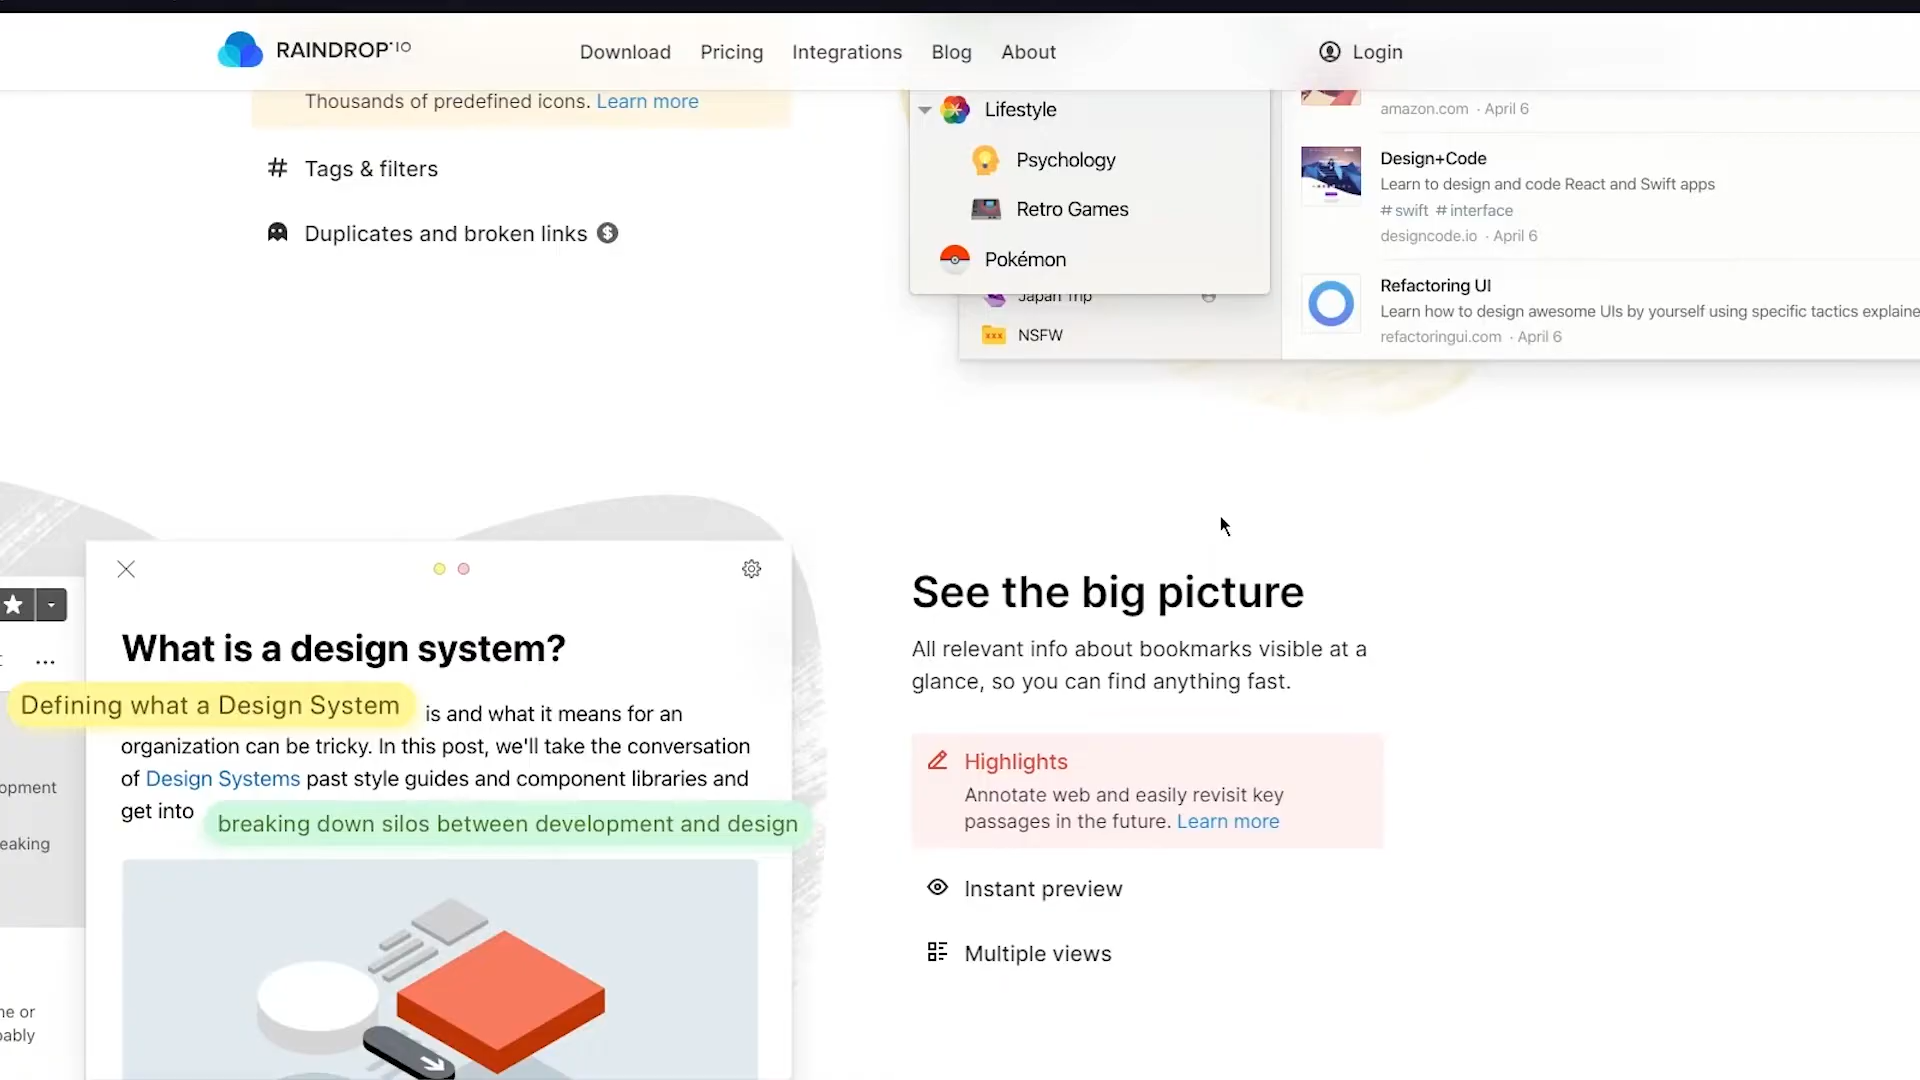 RAINDROP.IO
Download
Pricing
Integrations
Blog
About
Login
Thousands of predefined icons. Learn more
# Tags & filters
Duplicates and broken links $
Lifestyle
Psychology
Retro Games
Pokémon
Japan Trip
XXX NSFW
amazon.com · April 6
Design+Code
Learn to design and code React and Swift apps
#swift #interface
designcode.io · April 6
Refactoring UI
Learn how to design awesome UIs by yourself using specific tactics explaine
refactoringui.com · April 6
What is a design system?
Defining what a Design System is and what it means for an
organization can be tricky. In this post, we'll take the conversation
of Design Systems past style guides and component libraries and
get into breaking down silos between development and design
opment
eaking
ne or
bably
See the big picture
All relevant info about bookmarks visible at a
glance, so you can find anything fast.
Highlights
Annotate web and easily revisit key
passages in the future. Learn more
Instant preview
Multiple views